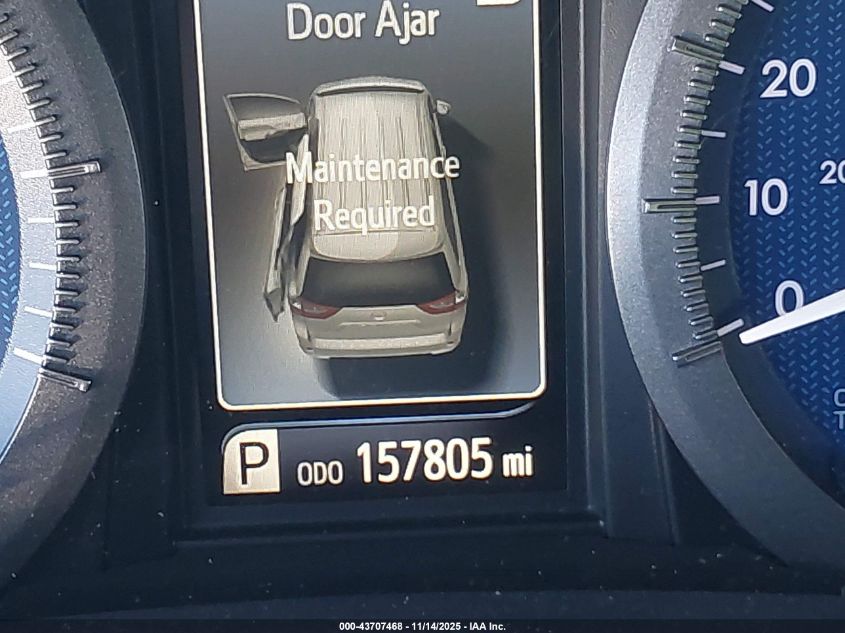 Door Ajar
Maintenance
Required
20
10
0
P ODO 157805 mi
000-43707468 - 11/14/2025 - IAA Inc.